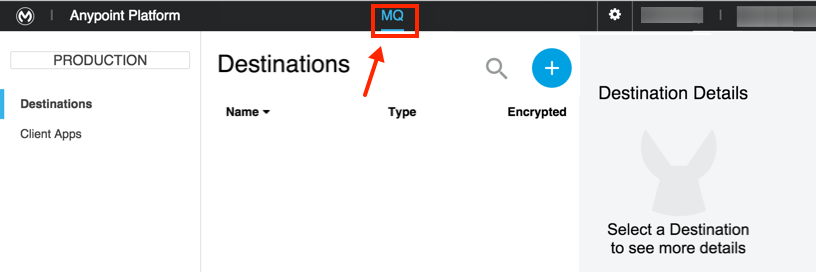 Anypoint Platform
MQ
PRODUCTION
Destinations
Client Apps
Destinations
Name
Type
Encrypted
Destination Details
Select a Destination
to see more details